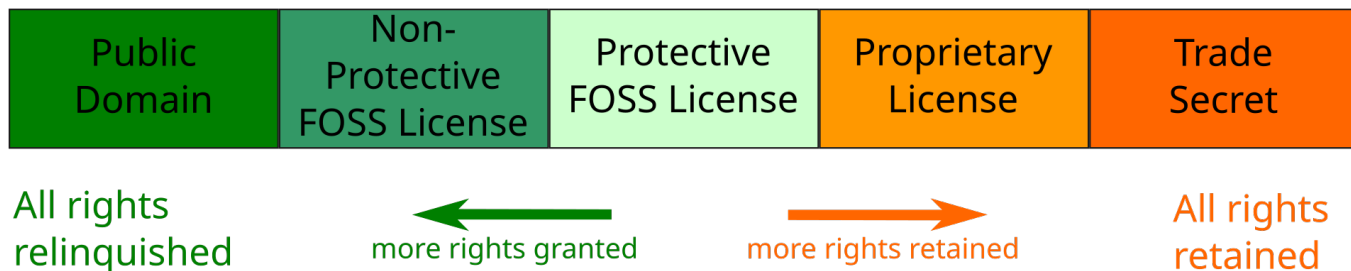 Public
Domain
Non-
Protective
FOSS License
Protective
FOSS License
Proprietary
License
Trade
Secret
All rights
relinquished
more rights granted
more rights retained
All rights
retained